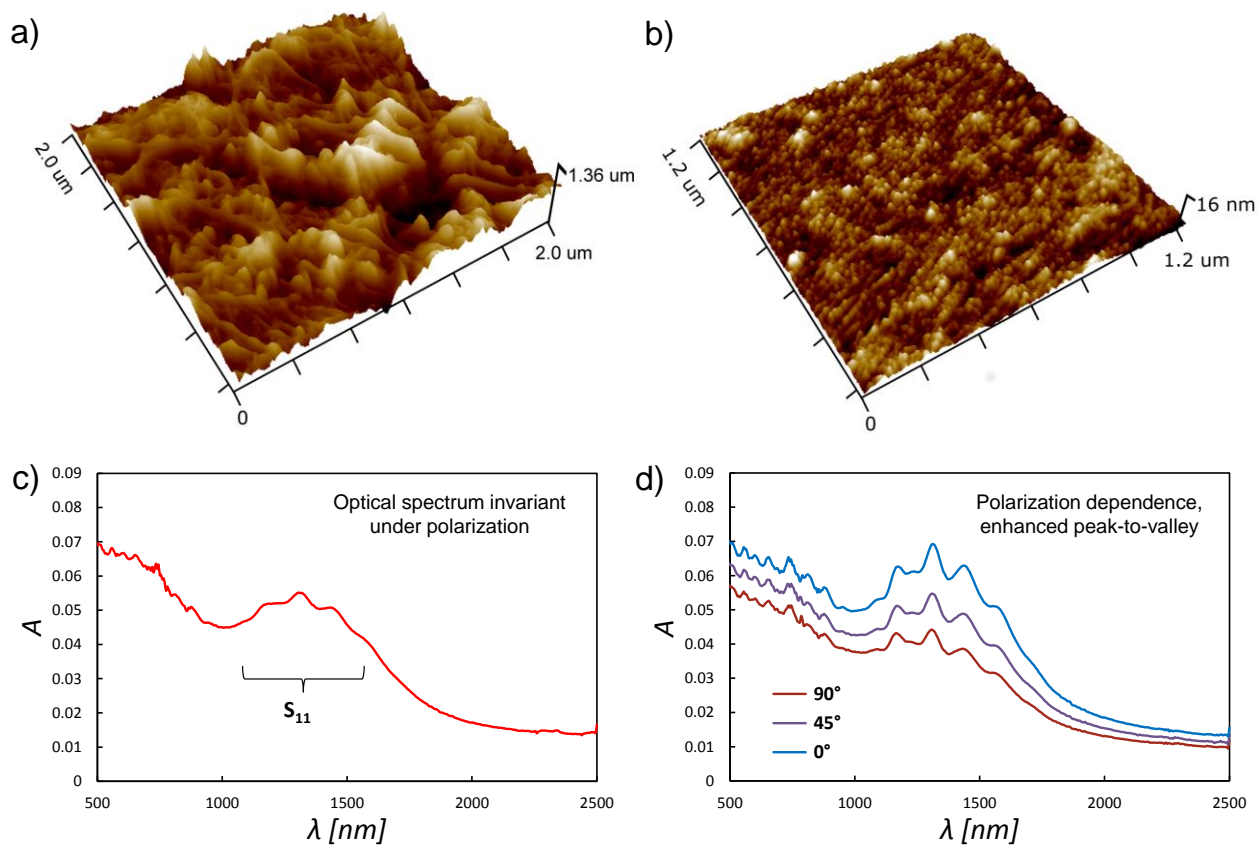 a)
2.0 um
1.36 um
2.0 um
0
b)
1.2 um
16 nm
1.2 um
0
c)
Optical spectrum invariant
under polarization
0.09
0.08
0.07
0.06
0.05
0.04
0.03
0.02
0.01
0
A
S11
500
1000
1500
2000
2500
λ [nm]
d)
Polarization dependence,
enhanced peak-to-valley
0.09
0.08
0.07
0.06
0.05
0.04
0.03
0.02
0.01
0
A
90°
45°
0°
500
1000
1500
2000
2500
λ [nm]